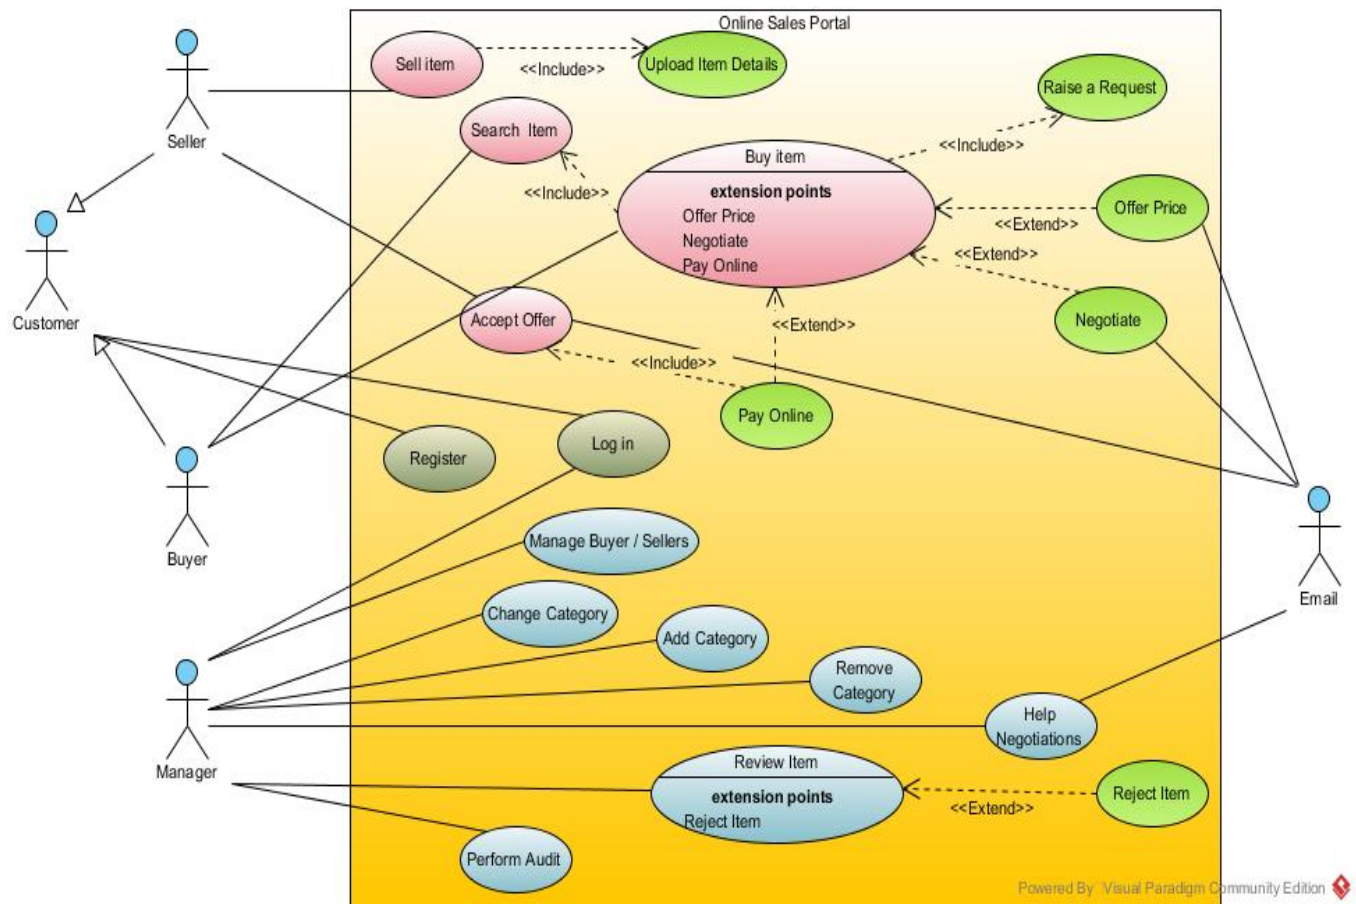 Online Sales Portal
Sell item
<<Include>>
Upload Item Details
Raise a Request
Seller
Search Item
<<Include>>
Buy item
extension points
Offer Price
Negotiate
Pay Online
<<Include>>
Offer Price
<<Extend>>
<<Extend>>
Customer
Accept Offer
<<Extend>>
Negotiate
<<Include>>
Pay Online
Register
Log in
Buyer
Manage Buyer / Sellers
Email
Change Category
Add Category
Remove
Category
Help
Negotiations
Manager
Review Item
extension points
Reject Item
<<Extend>>
Reject Item
Perform Audit
Powered By Visual Paradigm Community Edition